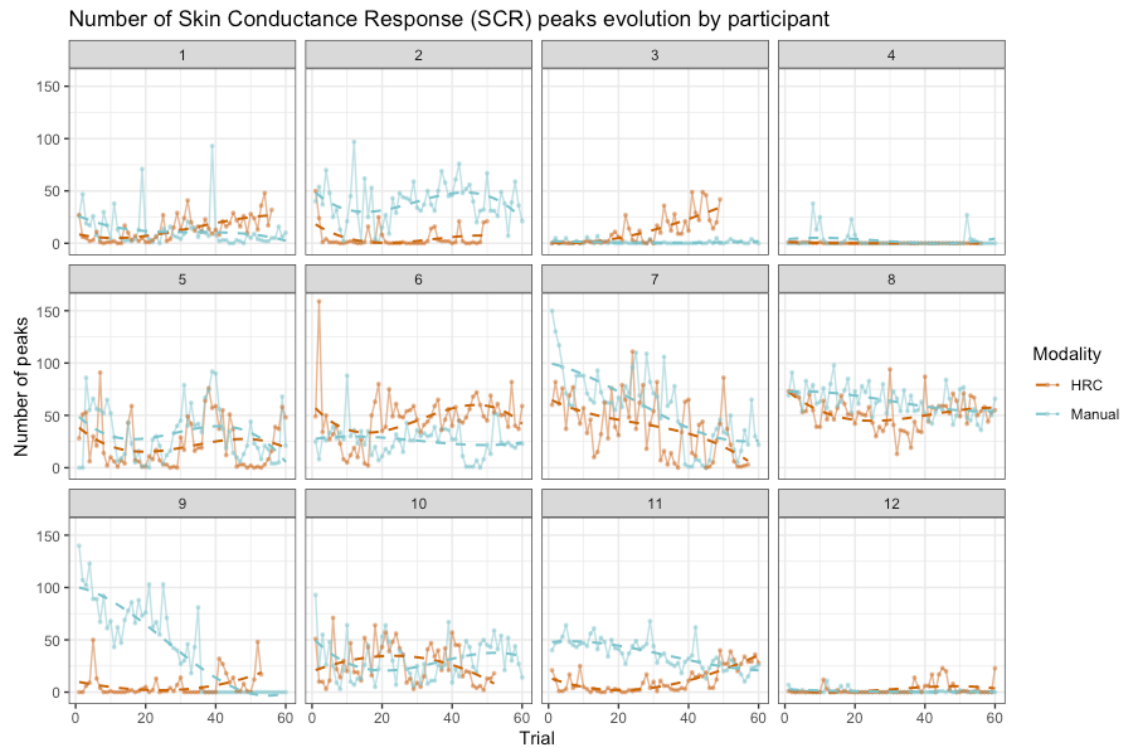 Number of Skin Conductance Response (SCR) peaks evolution by participant
1 2 3 4
150
100
50
0
5 6 7 8
150
100
50
0
Number of peaks
Modality
HRC
Manual
9 10 11 12
150
100
50
0
0 20 40 60 0 20 40 60 0 20 40 60 0 20 40 60
Trial